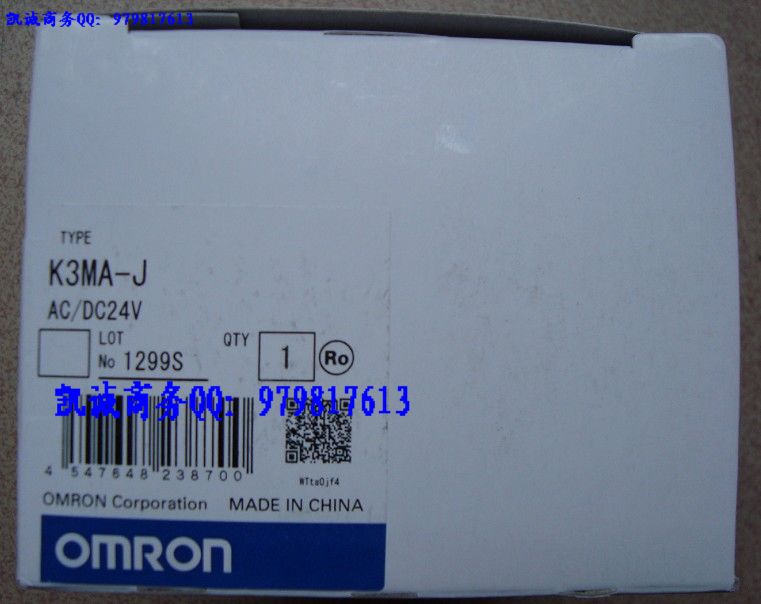 凯诚商务QQ: 979817613
TYPE
K3MA-J
AC/DC24V
LOT
No 1299S
QTY
1
Ro
凯诚商务QQ: 979817613
4 547648 238700
WTta0jf4
OMRON Corporation MADE IN CHINA
OMRON